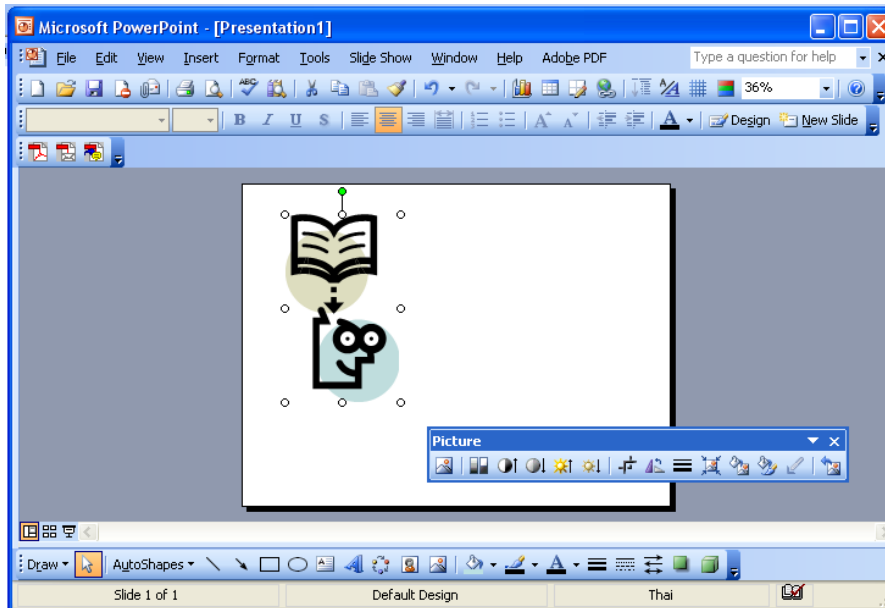 Microsoft PowerPoint - [Presentation1]
File Edit View Insert Format Tools Slide Show Window Help Adobe PDF Type a question for help
ABC 36%
B I U S A A A Design New Slide
Picture
Draw AutoShapes A A A
Slide 1 of 1 Default Design Thai